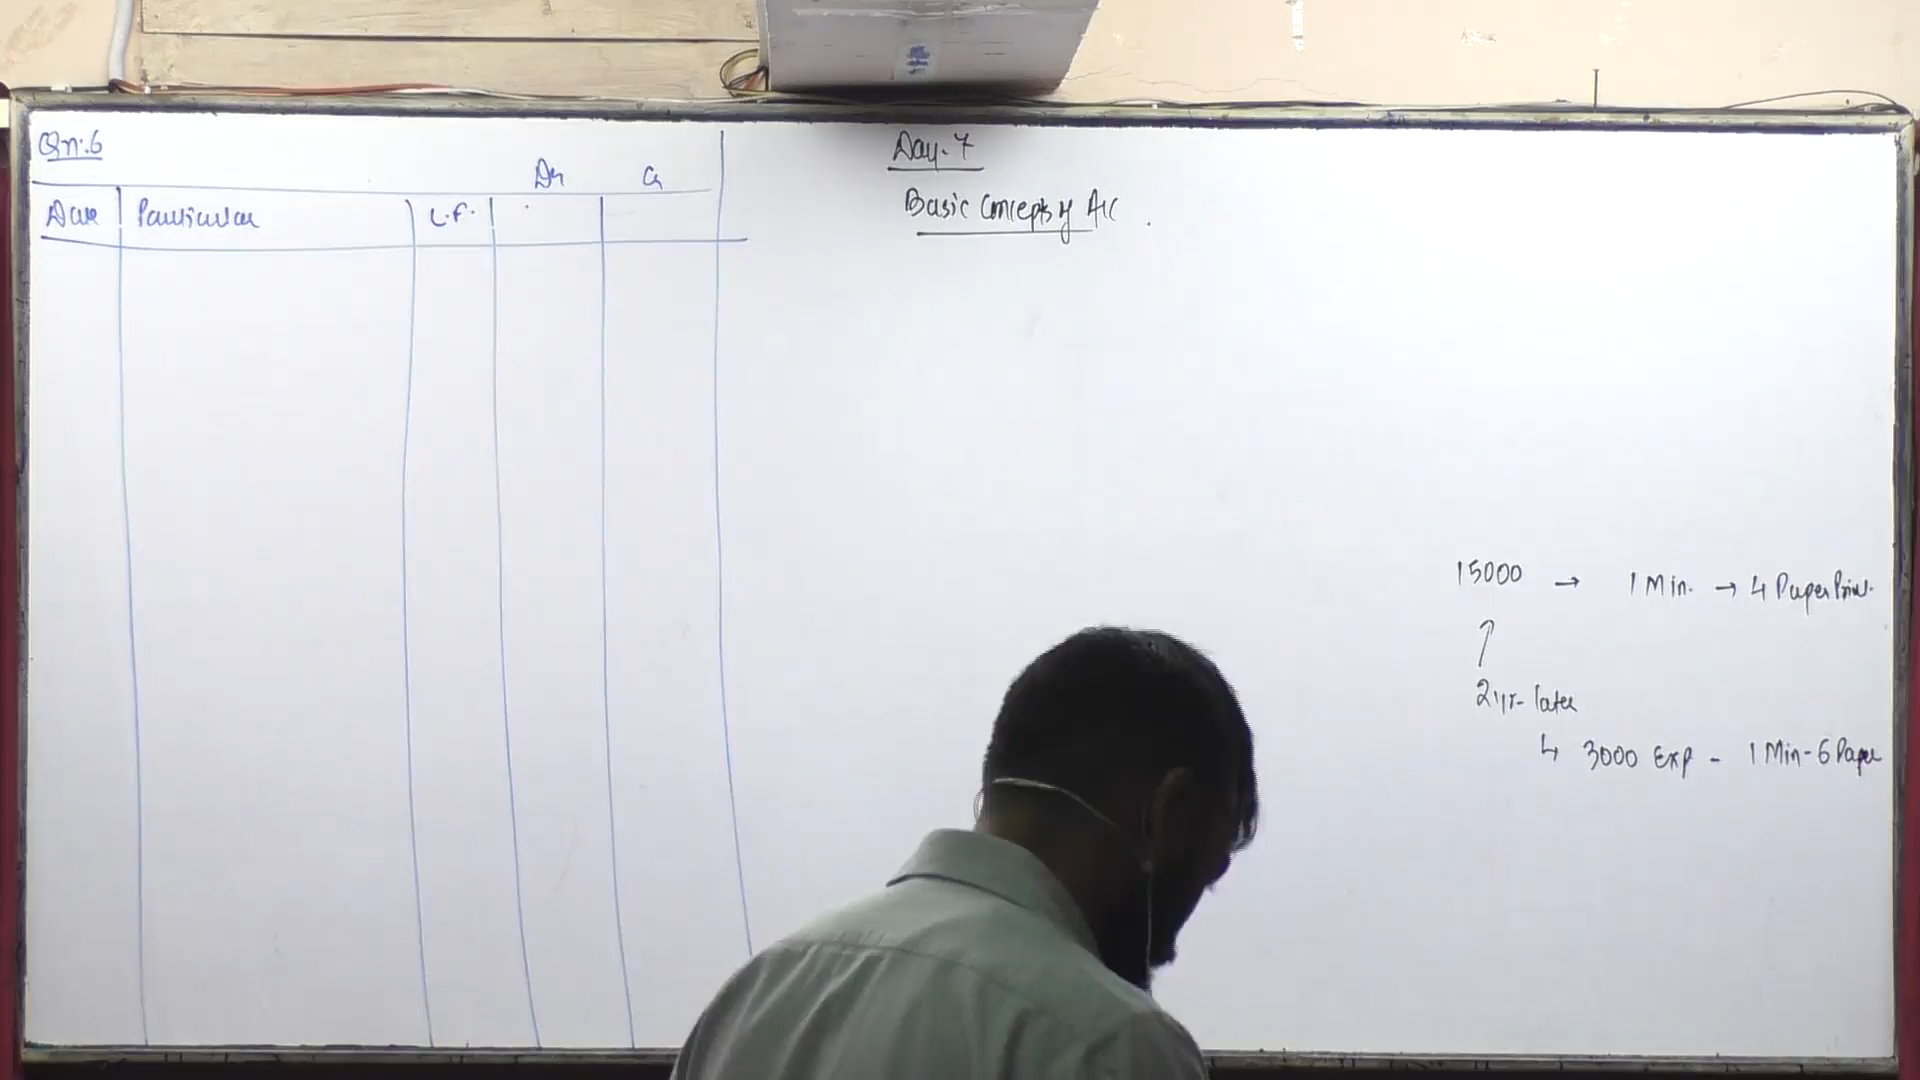 Qn.6
Dr Cr
Date Particular L.F.
Day. 7
Basic Concepts of A/C
15000 → 1 Min. → 4 Paper Print.
↑
2 yr. later
↳ 3000 Exp - 1 Min - 6 Paper